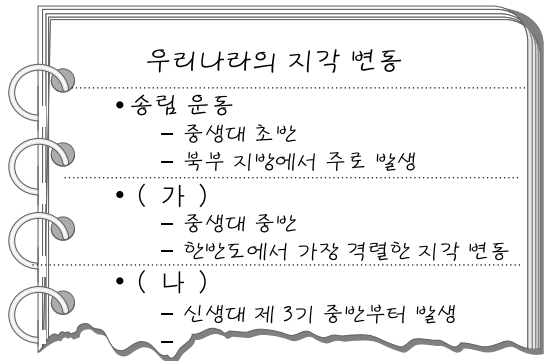 우리나라의 지각 변동
• 송림 운동
– 중생대 초반
– 북부 지방에서 주로 발생
• ( 가 )
– 중생대 중반
– 한반도에서 가장 격렬한 지각 변동
• ( 나 )
– 신생대 제 3기 중반부터 발생
–